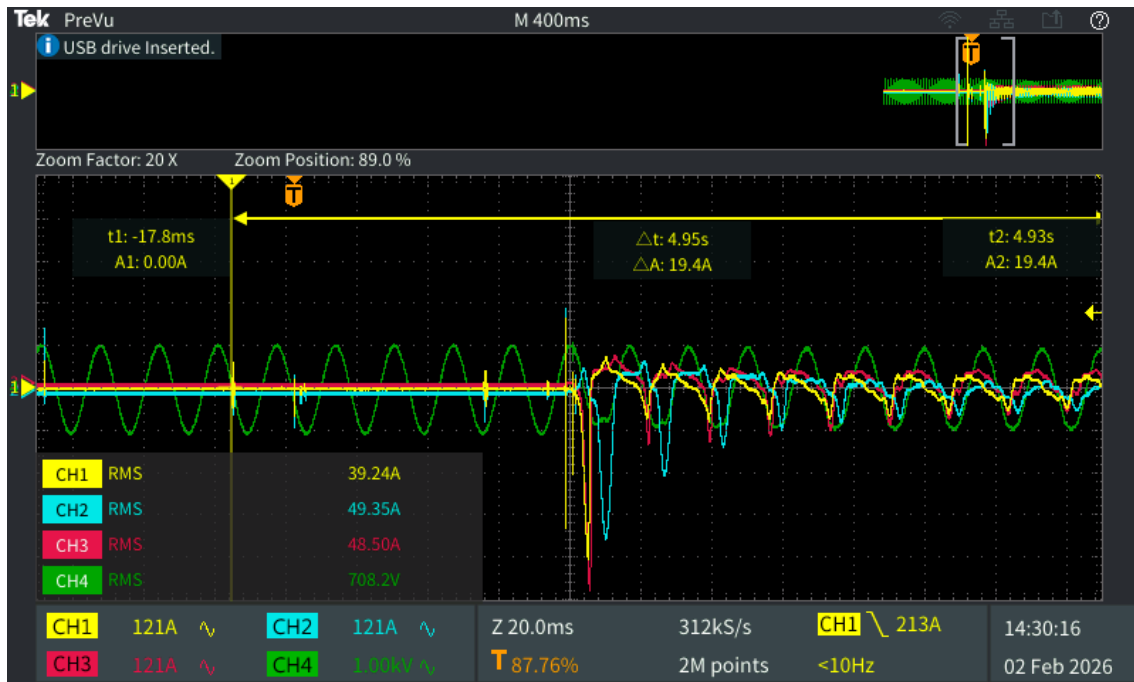 Tek PreVu M 400ms
USB drive Inserted.
T
1
Zoom Factor: 20 X Zoom Position: 89.0 %
1
T
t1: -17.8ms △t: 4.95s t2: 4.93s
A1: 0.00A △A: 19.4A A2: 19.4A
1
CH1 RMS 39.24A
CH2 RMS 49.35A
CH3 RMS 48.50A
CH4 RMS 708.2V
CH1 121A CH2 121A Z 20.0ms 312kS/s CH1 213A 14:30:16
CH3 121A CH4 1.00kV T 87.76% 2M points <10Hz 02 Feb 2026